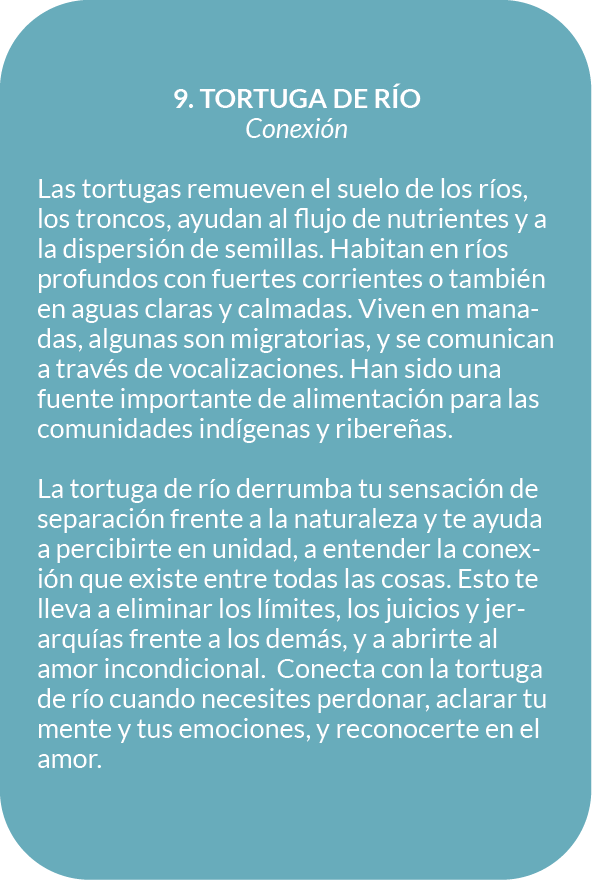 9. TORTUGA DE RÍO
Conexión
Las tortugas remueven el suelo de los ríos,
los troncos, ayudan al flujo de nutrientes y a
la dispersión de semillas. Habitan en ríos
profundos con fuertes corrientes o también
en aguas claras y calmadas. Viven en mana-
das, algunas son migratorias, y se comunican
a través de vocalizaciones. Han sido una
fuente importante de alimentación para las
comunidades indígenas y ribereñas.
La tortuga de río derrumba tu sensación de
separación frente a la naturaleza y te ayuda
a percibirte en unidad, a entender la conex-
ión que existe entre todas las cosas. Esto te
lleva a eliminar los límites, los juicios y jer-
arquías frente a los demás, y a abrirte al
amor incondicional.  Conecta con la tortuga
de río cuando necesites perdonar, aclarar tu
mente y tus emociones, y reconocerte en el
amor.